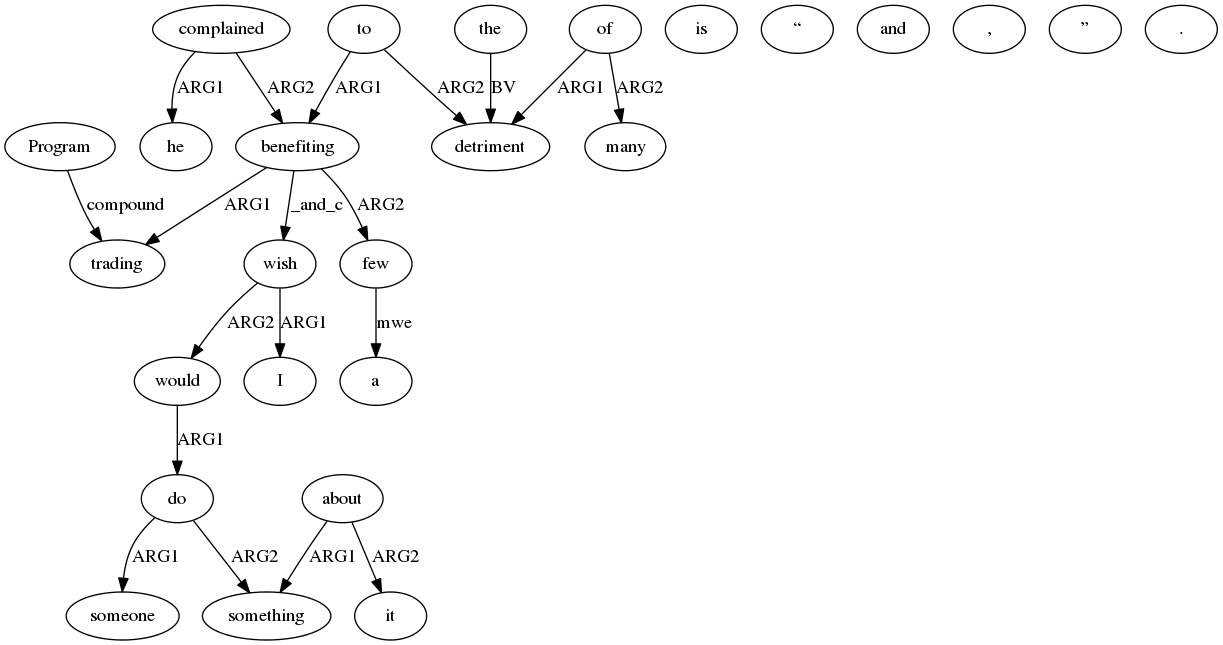 complained to the of is “ and , ” .
ARG1 ARG2 ARG1 ARG2 BV ARG1 ARG2
Program he benefiting detriment many
compound ARG1 _and_c ARG2
trading wish few
ARG2 ARG1 mwe
would I a
ARG1
do about
ARG1 ARG2 ARG1 ARG2
someone something it